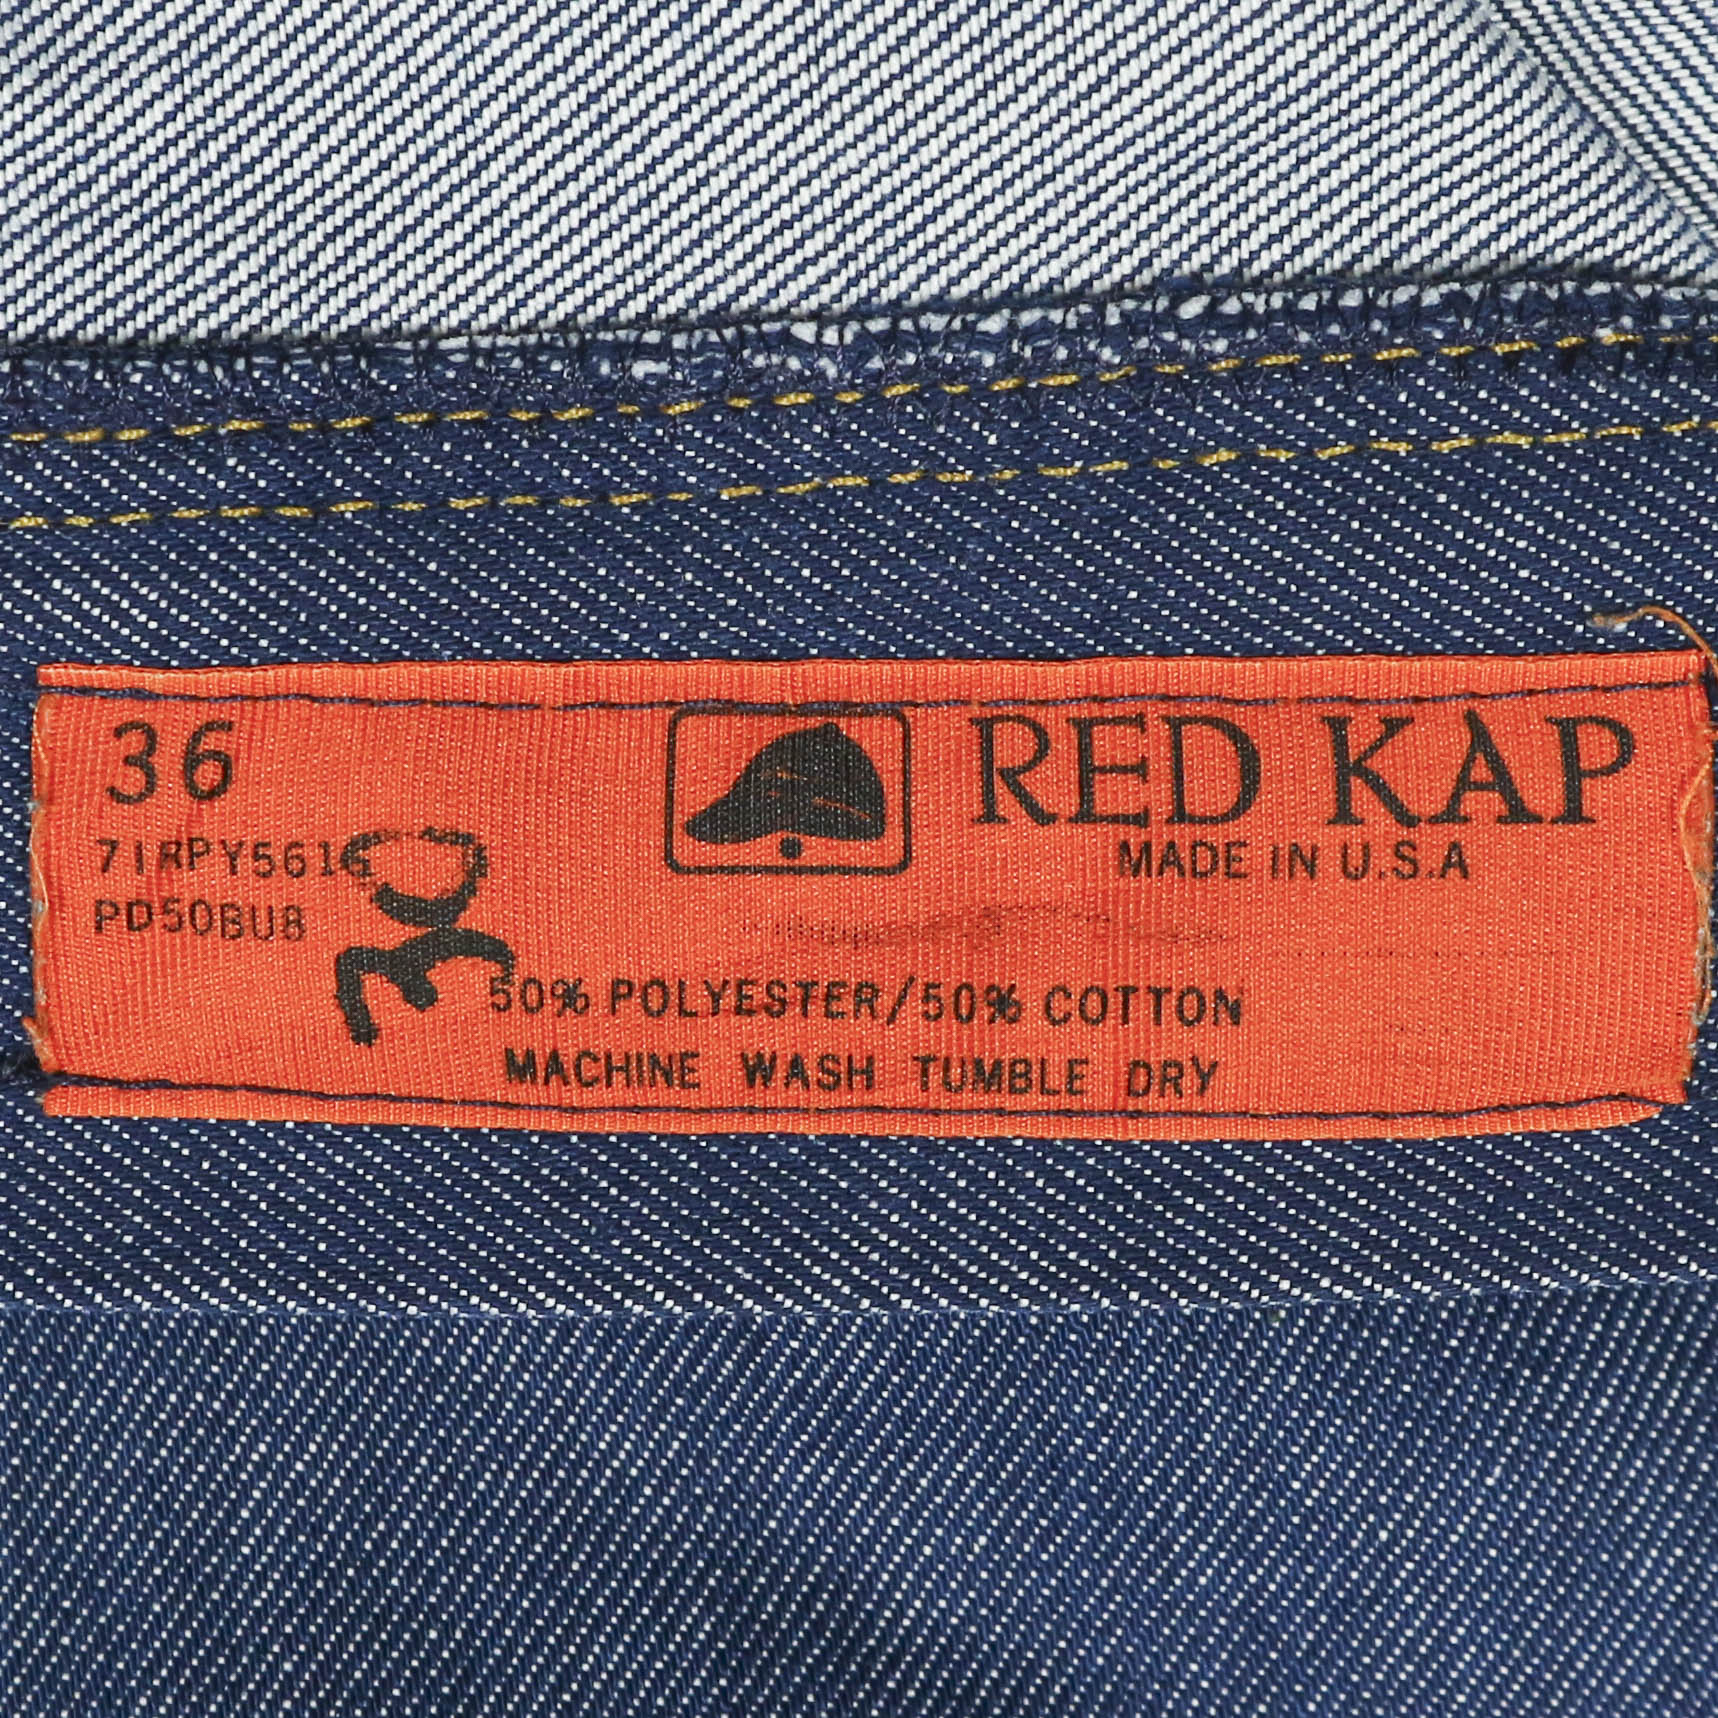 36
RED KAP
MADE IN U.S.A
PD50BU8
50% POLYESTER/50% COTTON
MACHINE WASH TUMBLE DRY